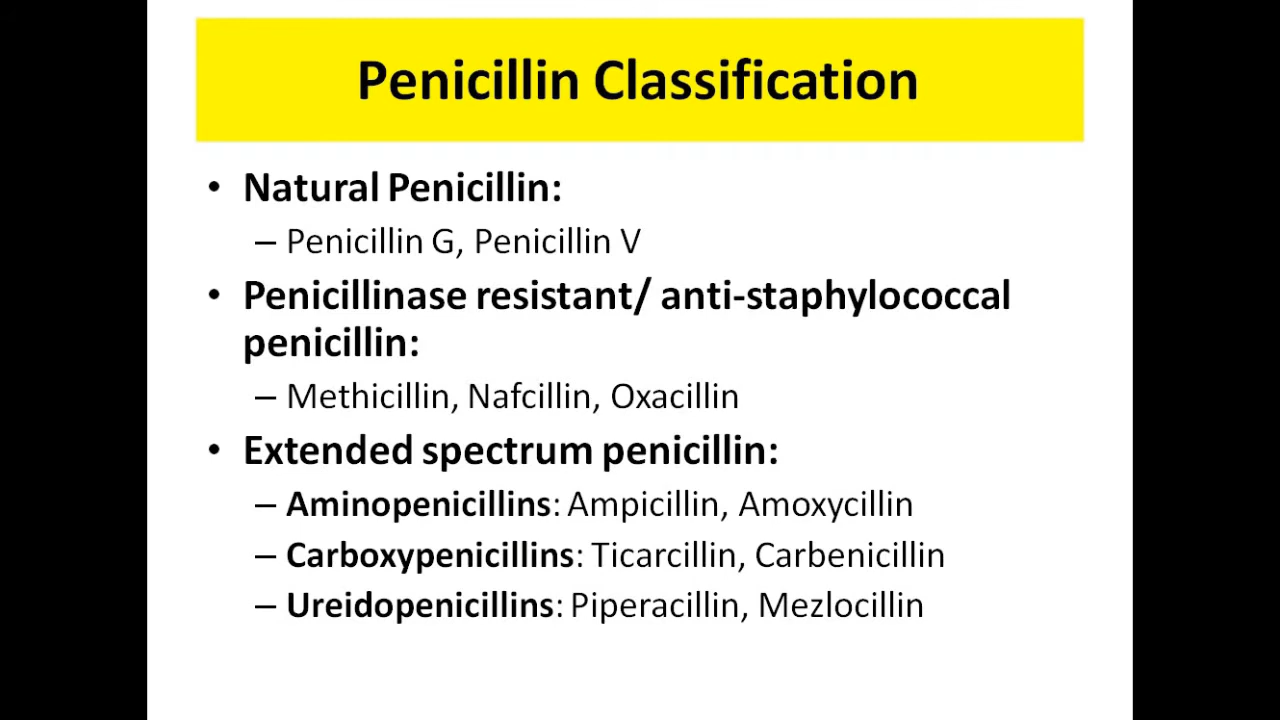 Penicillin Classification
• Natural Penicillin:
– Penicillin G, Penicillin V
• Penicillinase resistant/ anti-staphylococcal
penicillin:
– Methicillin, Nafcillin, Oxacillin
• Extended spectrum penicillin:
– Aminopenicillins: Ampicillin, Amoxycillin
– Carboxypenicillins: Ticarcillin, Carbenicillin
– Ureidopenicillins: Piperacillin, Mezlocillin